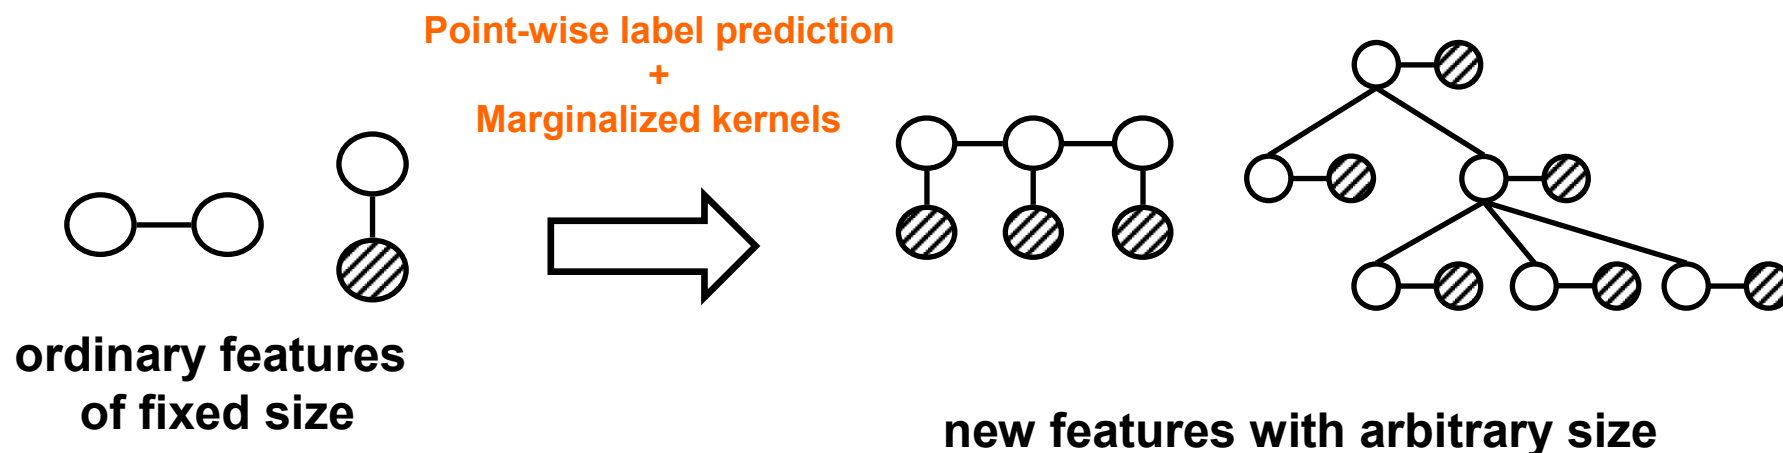 Point-wise label prediction
+
Marginalized kernels
ordinary features
of fixed size
new features with arbitrary size